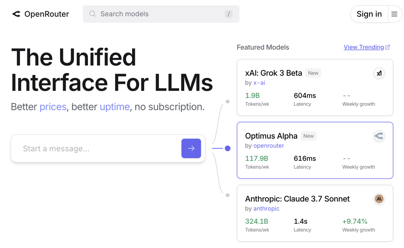 OpenRouter
Search models
/
Sign in
The Unified
Interface For LLMs
Better prices, better uptime, no subscription.
Start a message...
Featured Models
View Trending
xAI: Grok 3 Beta New
by x-ai
1.9B 604ms --
Tokens/wk Latency Weekly growth
Optimus Alpha New
by openrouter
117.9B 616ms --
Tokens/wk Latency Weekly growth
Anthropic: Claude 3.7 Sonnet
by anthropic
324.1B 1.4s +9.74%
Tokens/wk Latency Weekly growth